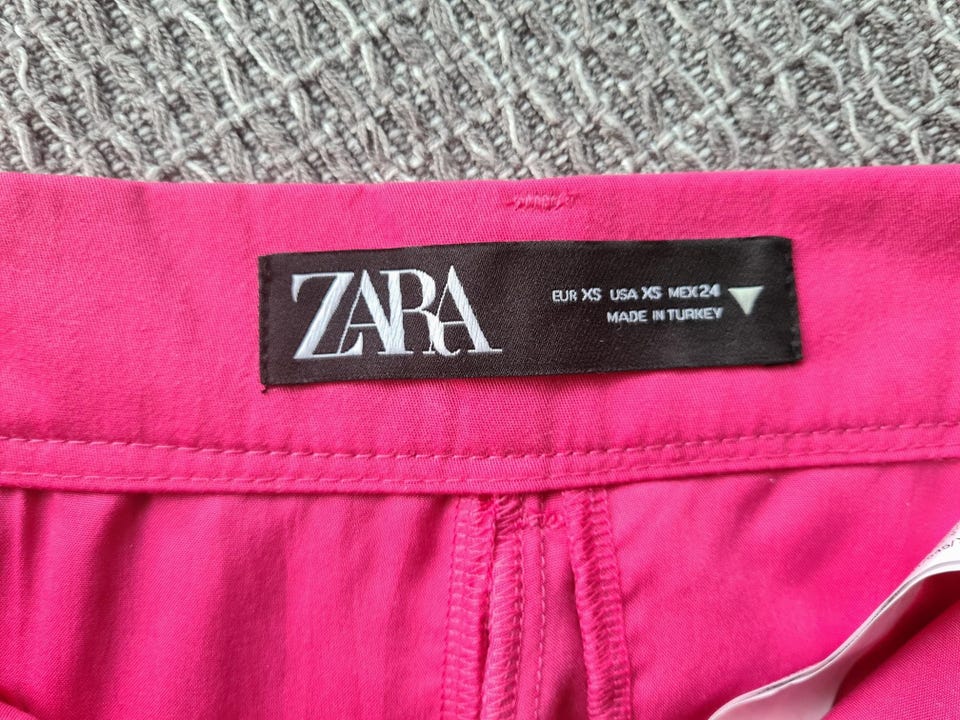 ZARA
EUR XS USA XS MEX 24
MADE IN TURKEY